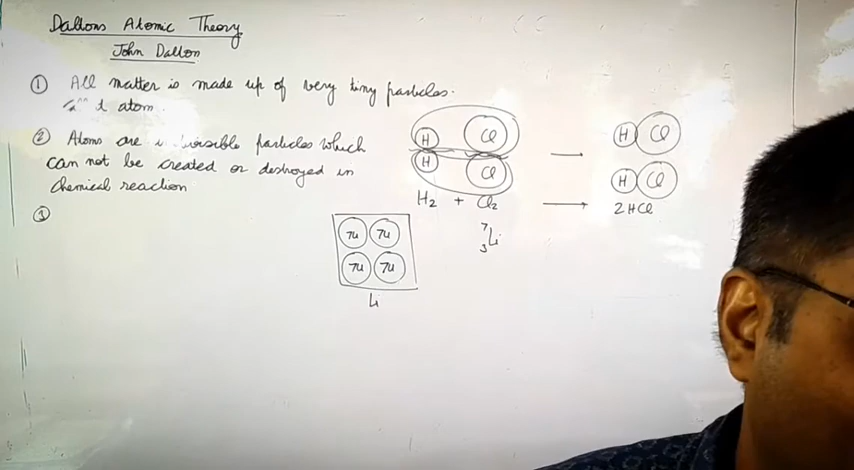 Daltons Atomic Theory
John Dalton
① All matter is made up of very tiny particles.
atom
② Atoms are particles which
can not be created or destroyed in
chemical reaction
③
H Cl
H Cl
H₂ + Cl₂ → 2HCl
H Cl
H Cl
7u 7u
7u 7u
Li
⁷₃Li